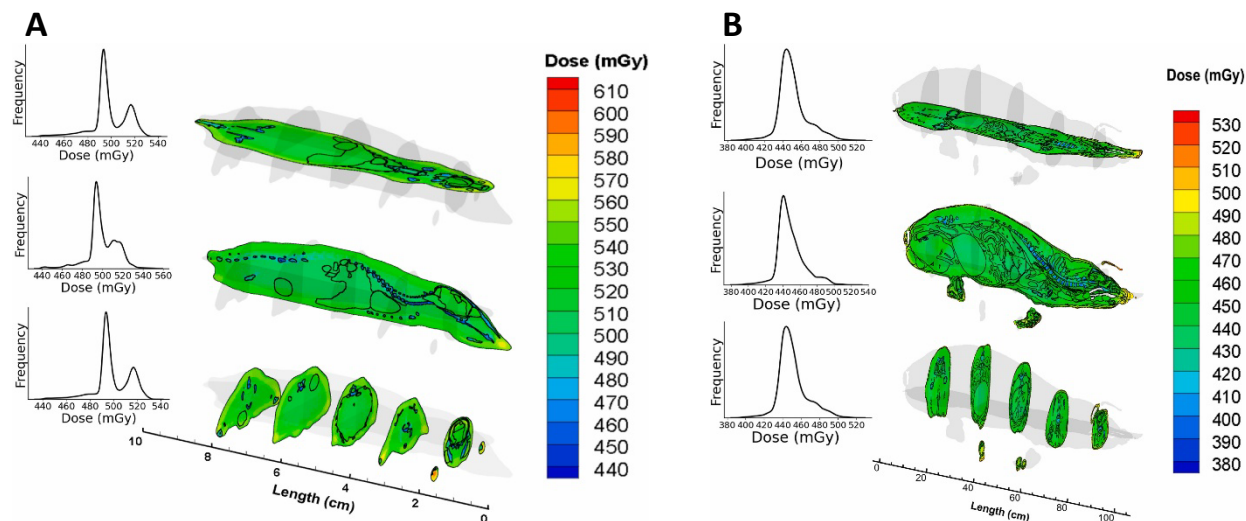 A
B
Frequency
440 460 480 500 520 540
Dose (mGy)
Frequency
440 460 480 500 520 540 560
Dose (mGy)
Frequency
440 460 480 500 520 540
Dose (mGy)
10
8
6
4
2
0
Length (cm)
Dose (mGy)
610
600
590
580
570
560
550
540
530
520
510
500
490
480
470
460
450
440
Frequency
380 400 420 440 460 480 500 520
Dose (mGy)
Frequency
380 400 420 440 460 480 500 520 540
Dose (mGy)
Frequency
380 400 420 440 460 480 500 520
Dose (mGy)
0
20
40
60
80
100
Length (cm)
Dose (mGy)
530
520
510
500
490
480
470
460
450
440
430
420
410
400
390
380